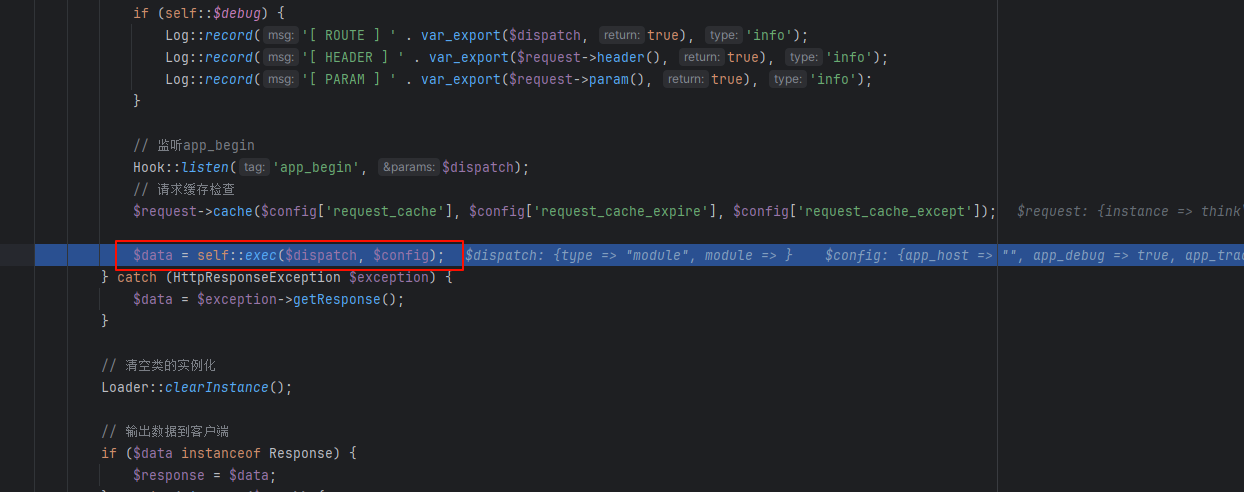 if (self::$debug) {
Log::record( msg: '[ ROUTE ] ' . var_export($dispatch, return: true), type: 'info');
Log::record( msg: '[ HEADER ] ' . var_export($request->header(), return: true), type: 'info');
Log::record( msg: '[ PARAM ] ' . var_export($request->param(), return: true), type: 'info');
}
// 监听app_begin
Hook::listen( tag: 'app_begin', &params: $dispatch);
// 请求缓存检查
$request->cache($config['request_cache'], $config['request_cache_expire'], $config['request_cache_except']); $request: {instance => think\
$data = self::exec($dispatch, $config); $dispatch: {type => "module", module => } $config: {app_host => "", app_debug => true, app_trac
} catch (HttpResponseException $exception) {
$data = $exception->getResponse();
}
// 清空类的实例化
Loader::clearInstance();
// 输出数据到客户端
if ($data instanceof Response) {
$response = $data;